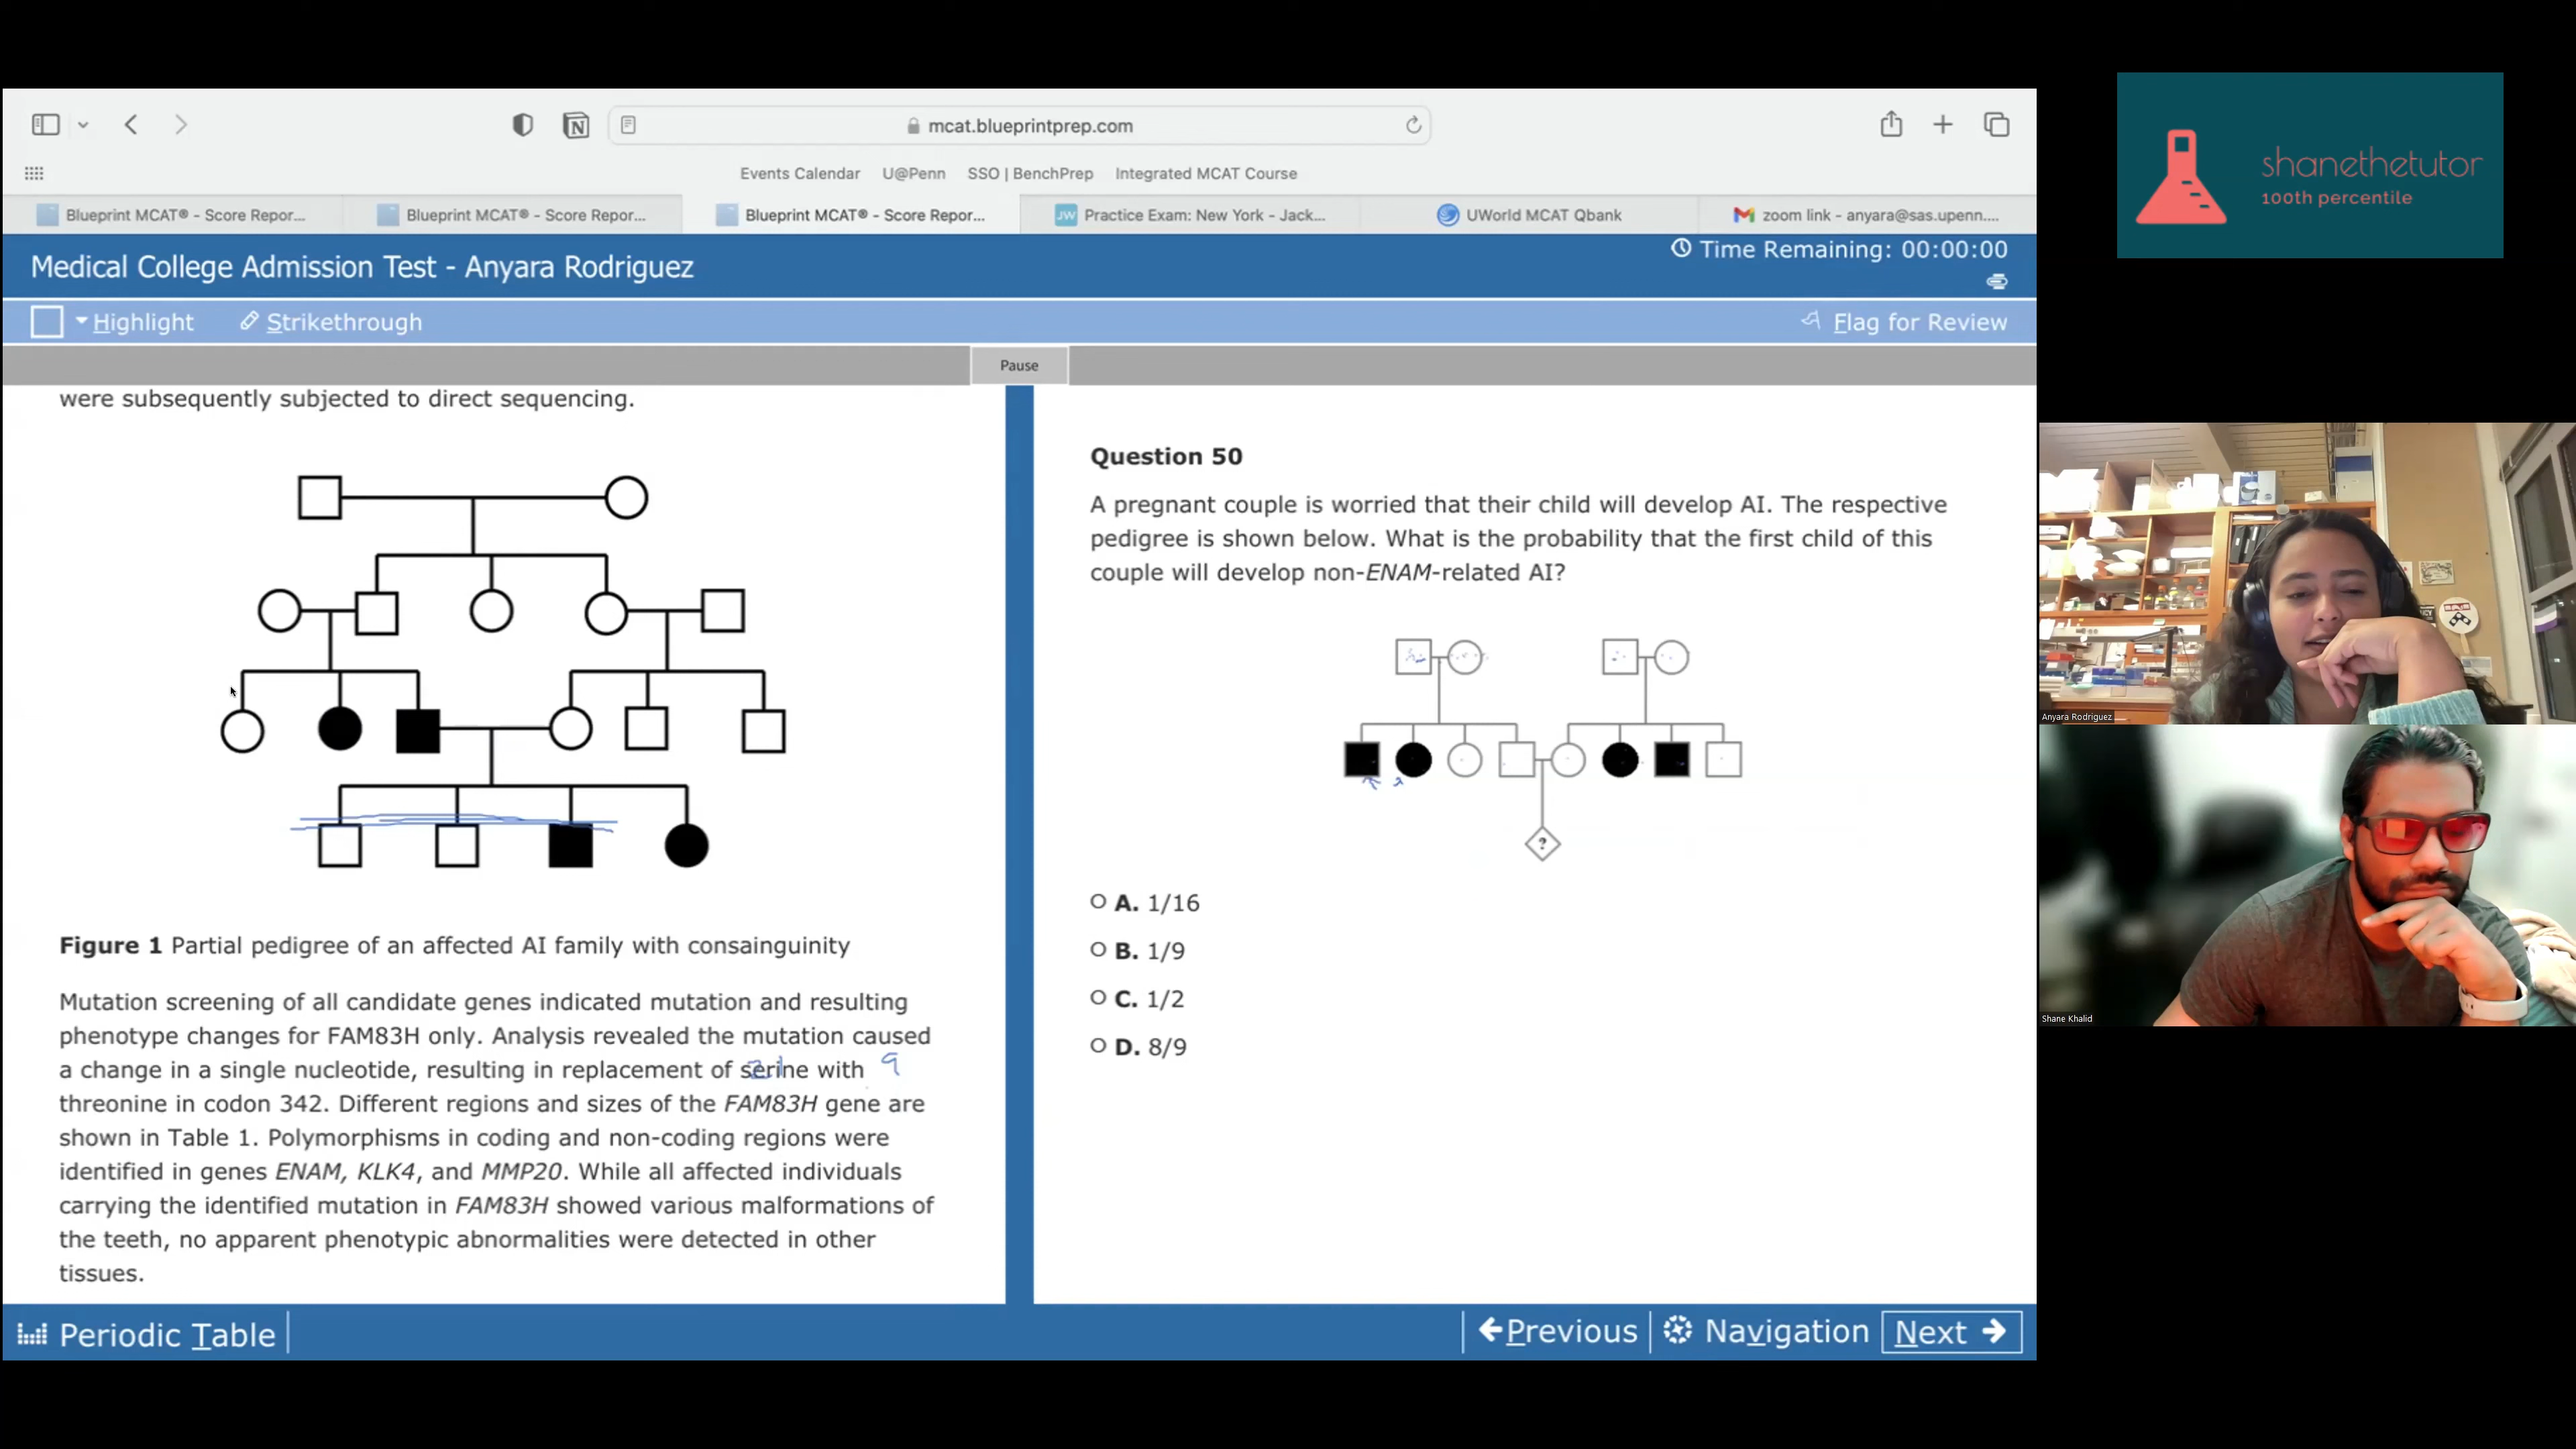 mcat.blueprintprep.com
Events Calendar U@Penn SSO | BenchPrep Integrated MCAT Course
Blueprint MCAT® - Score Repor... Blueprint MCAT® - Score Repor... Blueprint MCAT® - Score Repor... JW Practice Exam: New York - Jack... UWorld MCAT Qbank zoom link - anyara@sas.upenn....
Medical College Admission Test - Anyara Rodriguez
Time Remaining: 00:00:00
Highlight Strikethrough Flag for Review
Pause
were subsequently subjected to direct sequencing.
Figure 1 Partial pedigree of an affected AI family with consainguinity
Mutation screening of all candidate genes indicated mutation and resulting
phenotype changes for FAM83H only. Analysis revealed the mutation caused
a change in a single nucleotide, resulting in replacement of serine with
threonine in codon 342. Different regions and sizes of the FAM83H gene are
shown in Table 1. Polymorphisms in coding and non-coding regions were
identified in genes ENAM, KLK4, and MMP20. While all affected individuals
carrying the identified mutation in FAM83H showed various malformations of
the teeth, no apparent phenotypic abnormalities were detected in other
tissues.
Question 50
A pregnant couple is worried that their child will develop AI. The respective
pedigree is shown below. What is the probability that the first child of this
couple will develop non-ENAM-related AI?
?
A. 1/16
B. 1/9
C. 1/2
D. 8/9
Periodic Table
Previous Navigation Next
shanethetutor
100th percentile
Anyara Rodriguez
Shane Khalid